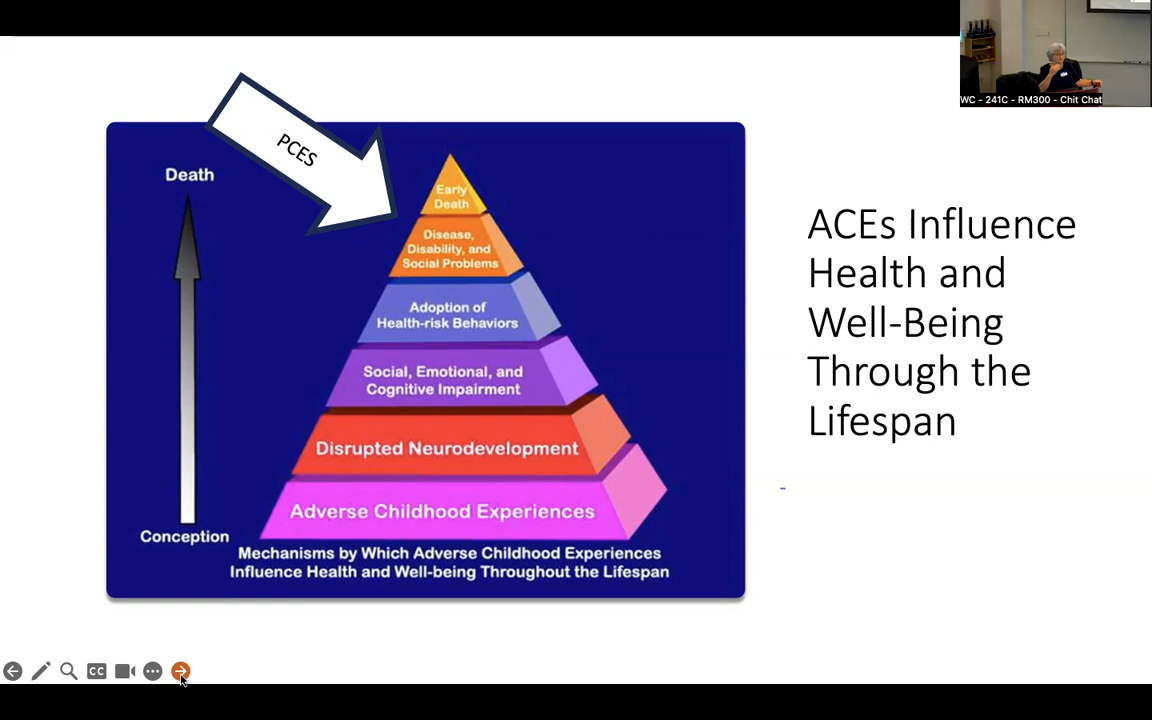 WC - 241C - RM300 - Chit Chat
PCES
Death
Early
Death
Disease,
Disability, and
Social Problems
Adoption of
Health-risk Behaviors
Social, Emotional, and
Cognitive Impairment
Disrupted Neurodevelopment
Adverse Childhood Experiences
Conception
Mechanisms by Which Adverse Childhood Experiences
Influence Health and Well-being Throughout the Lifespan
ACEs Influence
Health and
Well-Being
Through the
Lifespan
-
CC